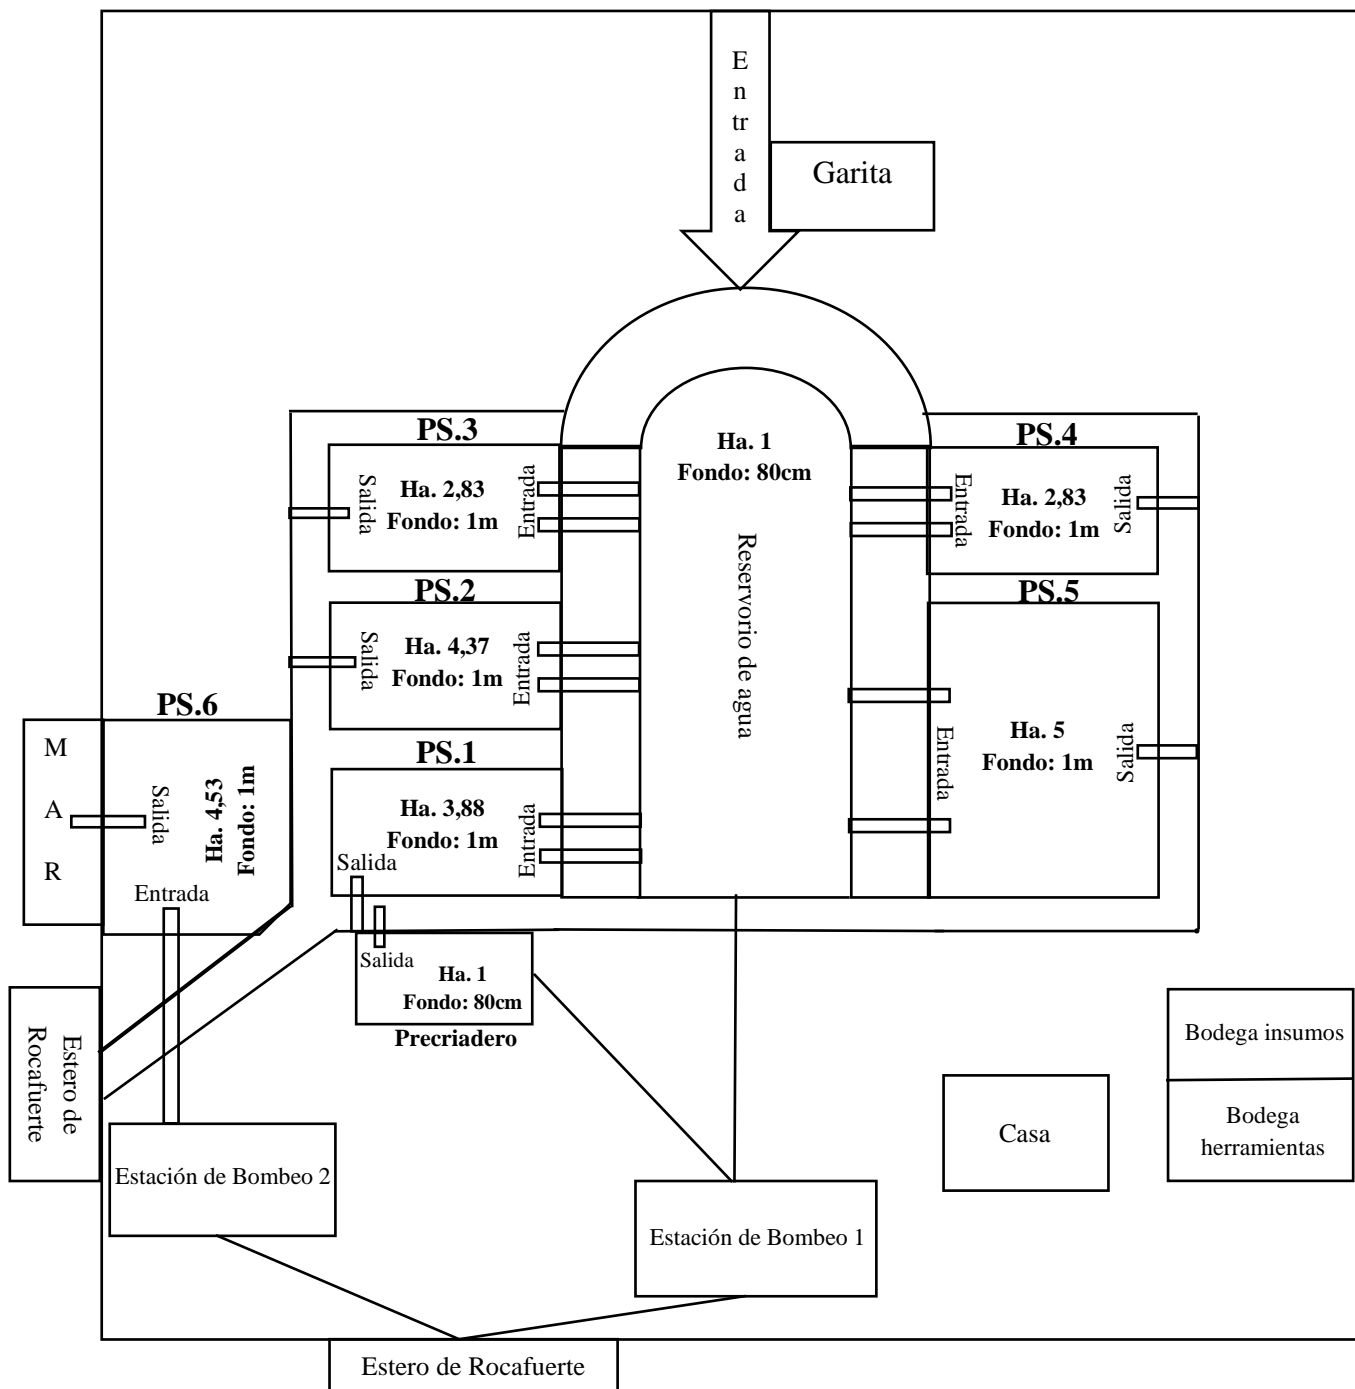 E
n
tr
a
d
a
Garita
PS.3
Salida
Ha. 2,83
Fondo: 1m
Entrada
Ha. 1
Fondo: 80cm
Reservorio de agua
PS.4
Entrada
Ha. 2,83
Fondo: 1m
Salida
PS.2
Salida
Ha. 4,37
Fondo: 1m
Entrada
PS.5
Entrada
Ha. 5
Fondo: 1m
Salida
PS.6
M
A
R
Salida
Ha. 4,53
Fondo: 1m
Entrada
PS.1
Ha. 3,88
Fondo: 1m
Entrada
Salida
Salida
Ha. 1
Fondo: 80cm
Precriadero
Estero de
Rocafuerte
Bodega insumos
Bodega
herramientas
Casa
Estación de Bombeo 2
Estación de Bombeo 1
Estero de Rocafuerte